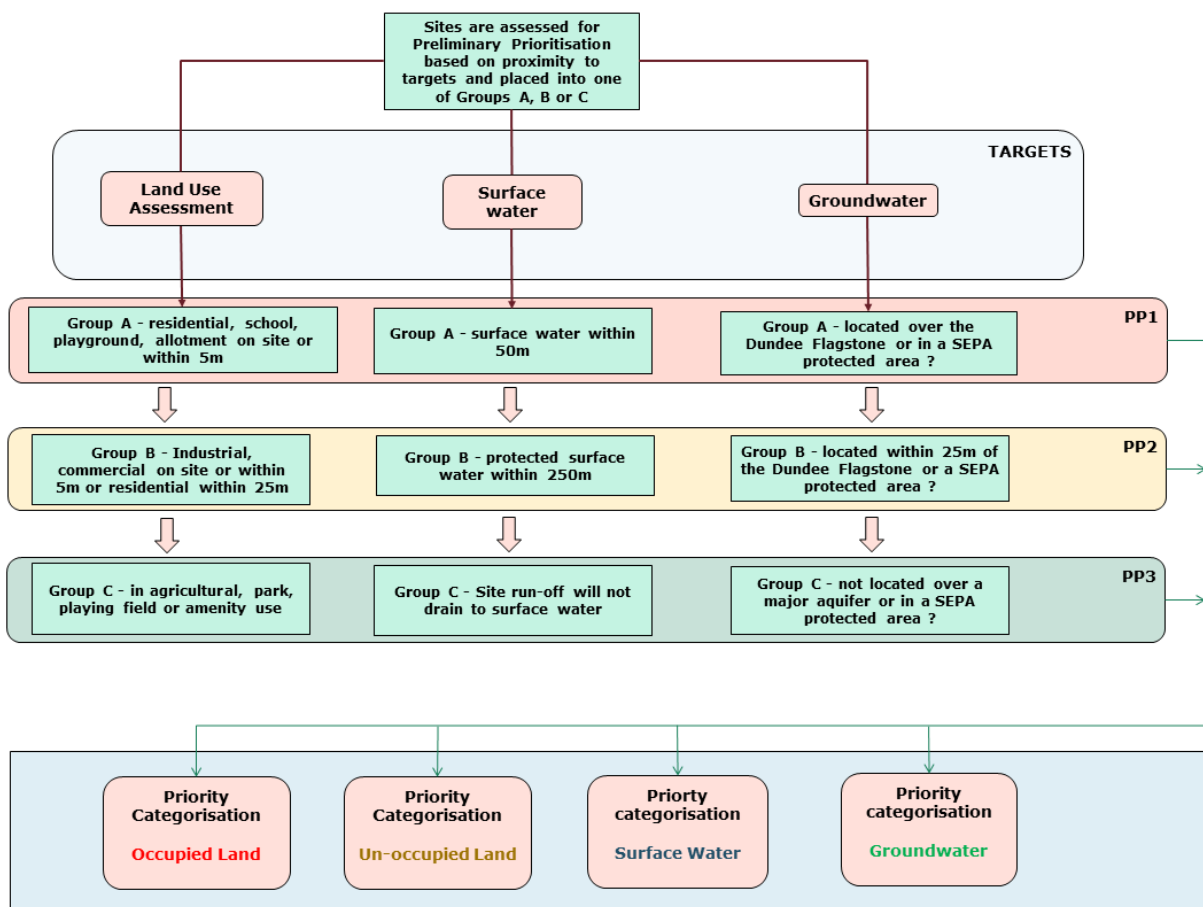 Sites are assessed for
Preliminary Prioritisation
based on proximity to
targets and placed into one
of Groups A, B or C
TARGETS
Land Use
Assessment
Surface
water
Groundwater
PP1
Group A - residential, school,
playground, allotment on site or
within 5m
Group A - surface water within
50m
Group A - located over the
Dundee Flagstone or in a SEPA
protected area ?
PP2
Group B - Industrial,
commercial on site or within
5m or residential within 25m
Group B - protected surface
water within 250m
Group B - located within 25m of
the Dundee Flagstone or a SEPA
protected area ?
PP3
Group C - in agricultural, park,
playing field or amenity use
Group C - Site run-off will not
drain to surface water
Group C - not located over a
major aquifer or in a SEPA
protected area ?
Priority
Categorisation
Occupied Land
Priority
Categorisation
Un-occupied Land
Priorty
categorisation
Surface Water
Priority
categorisation
Groundwater